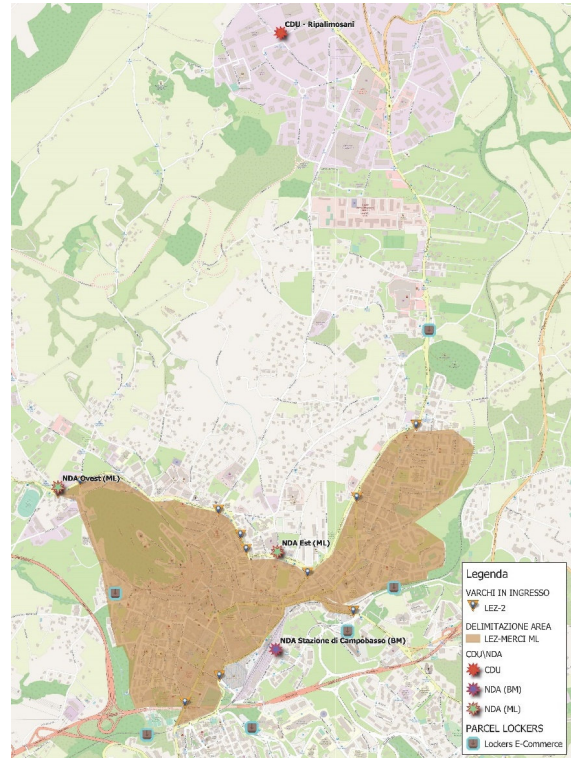 CDU - Ripalimosani
NDA Ovest (ML)
NDA Est (ML)
NDA Stazione di Campobasso (BM)
Legenda
VARCHI IN INGRESSO
LEZ-2
DELIMITAZIONE AREA
LEZ-MERCI ML
CDU\NDA
CDU
NDA (BM)
NDA (ML)
PARCEL LOCKERS
Lockers E-Commerce